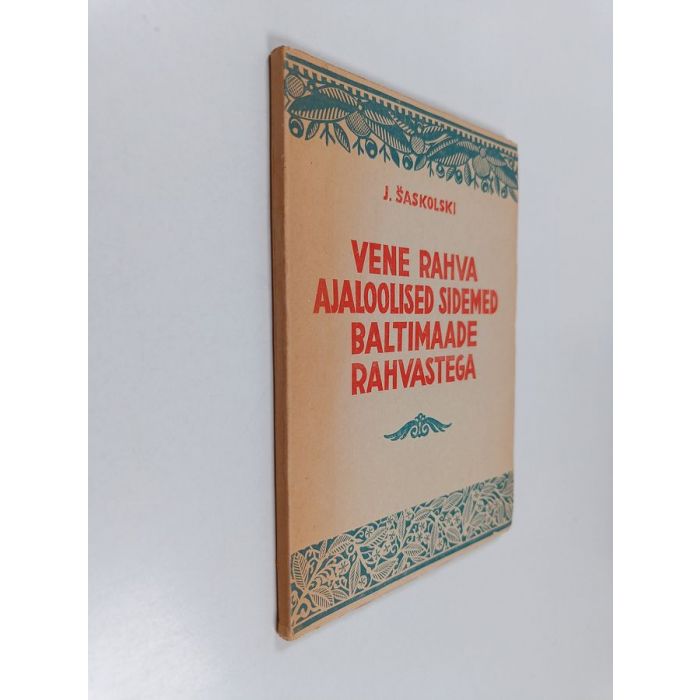 J. ŠASKOLSKI
VENE RAHVA
AJALOOLISED SIDEMED
BALTIMAADE
RAHVASTEGA